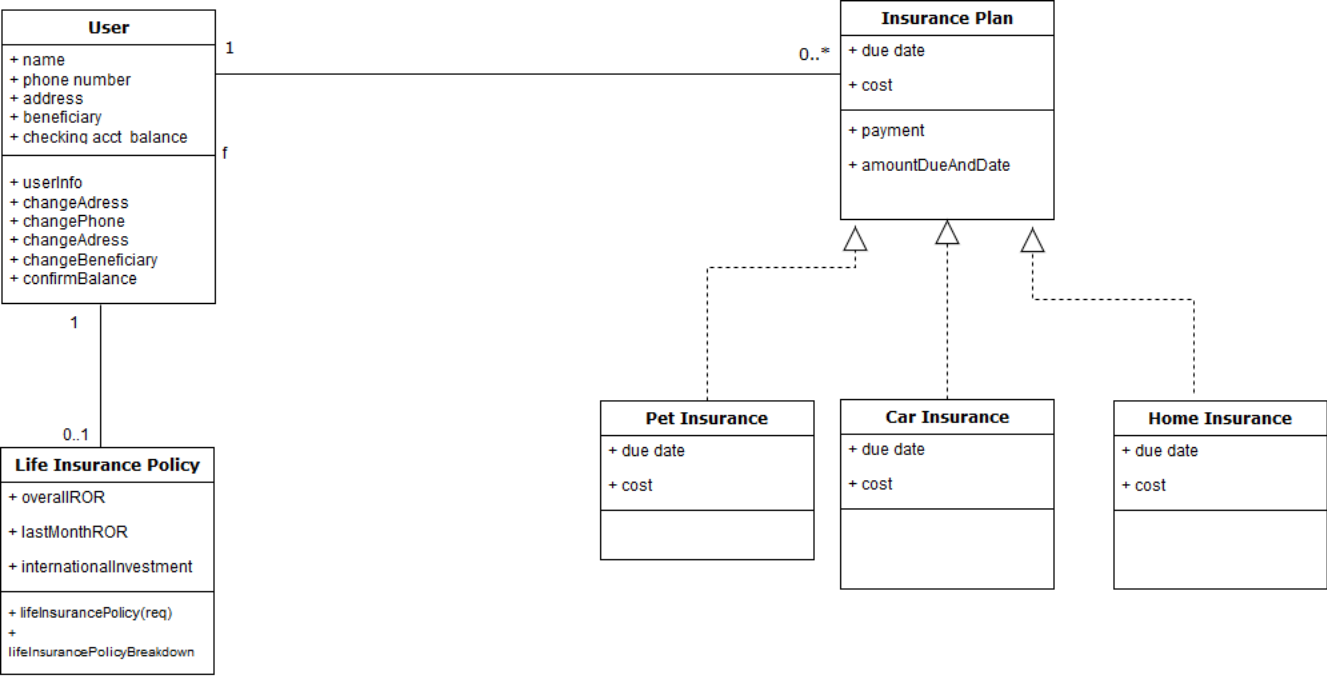 User
+ name
+ phone number
+ address
+ beneficiary
+ checking acct balance
+ userInfo
+ changeAdress
+ changePhone
+ changeAdress
+ changeBeneficiary
+ confirmBalance
1
0..*
f
Insurance Plan
+ due date
+ cost
+ payment
+ amountDueAndDate
1
0..1
Life Insurance Policy
+ overallROR
+ lastMonthROR
+ internationalInvestment
+ lifeInsurancePolicy(req)
+
lifeInsurancePolicyBreakdown
Pet Insurance
+ due date
+ cost
Car Insurance
+ due date
+ cost
Home Insurance
+ due date
+ cost